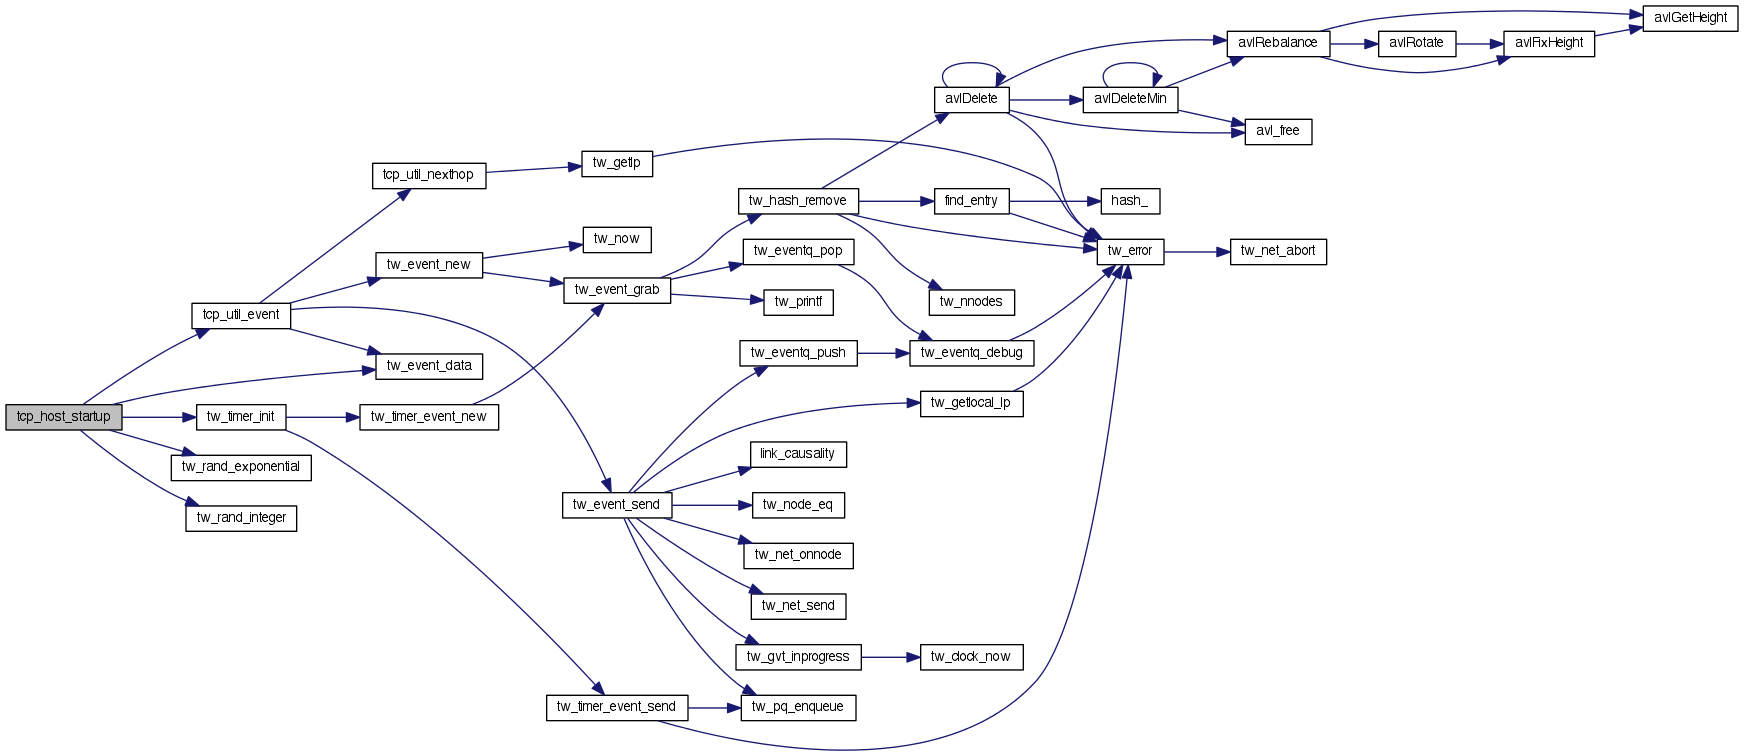 avlGetHeight
avlRebalance
avlRotate
avlFixHeight
avlDelete
avlDeleteMin
avl_free
tcp_util_nexthop
tw_getlp
tw_hash_remove
find_entry
hash_
tw_now
tw_eventq_pop
tw_error
tw_net_abort
tw_event_new
tw_event_grab
tw_printf
tw_nnodes
tcp_util_event
tw_eventq_push
tw_eventq_debug
tw_event_data
tw_getlocal_lp
tcp_host_startup
tw_timer_init
tw_timer_event_new
link_causality
tw_rand_exponential
tw_event_send
tw_node_eq
tw_rand_integer
tw_net_onnode
tw_net_send
tw_gvt_inprogress
tw_clock_now
tw_timer_event_send
tw_pq_enqueue